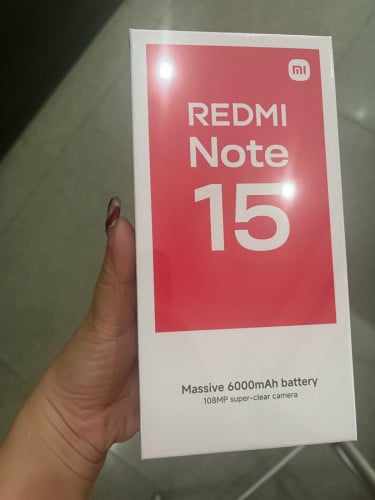 mi
REDMI
Note
15
Massive 6000mAh battery
108MP super-clear camera